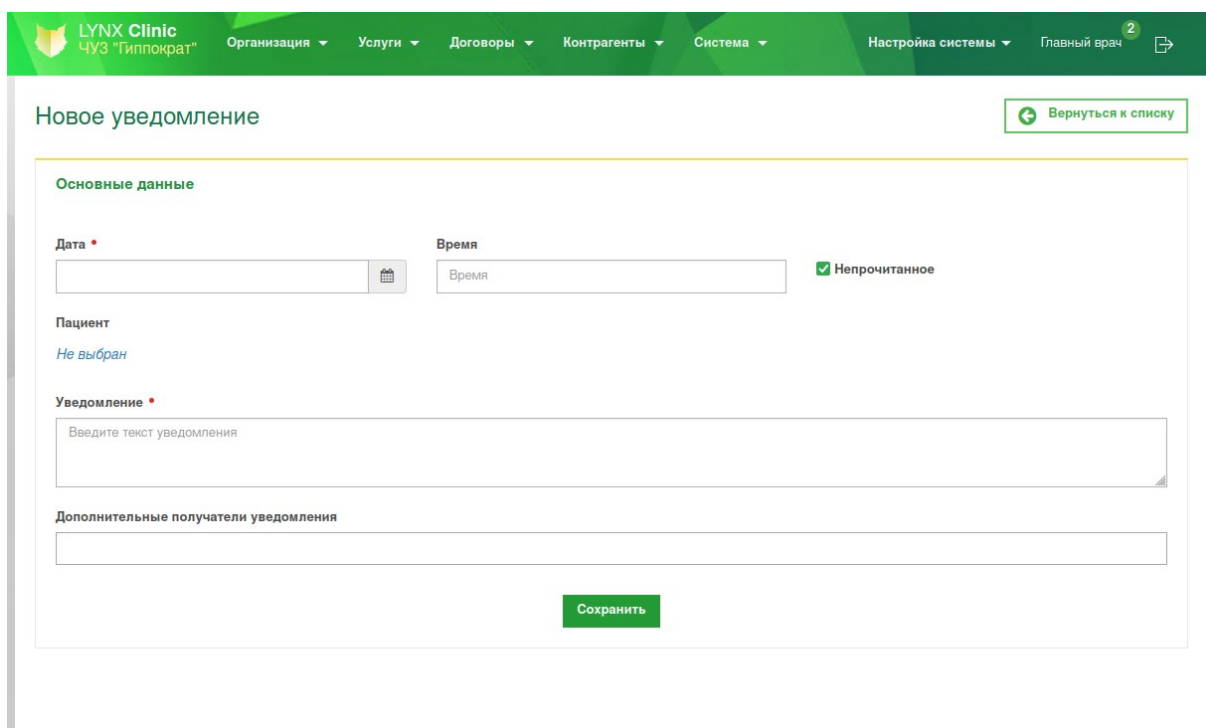 LYNX Clinic
ЧУЗ "Гиппократ"
Организация Услуги Договоры Контрагенты Система Настройка системы Главный врач 2
Новое уведомление
Вернуться к списку
Основные данные
Дата • Время
Время
Непрочитанное
Пациент
Не выбран
Уведомление •
Введите текст уведомления
Дополнительные получатели уведомления
Сохранить